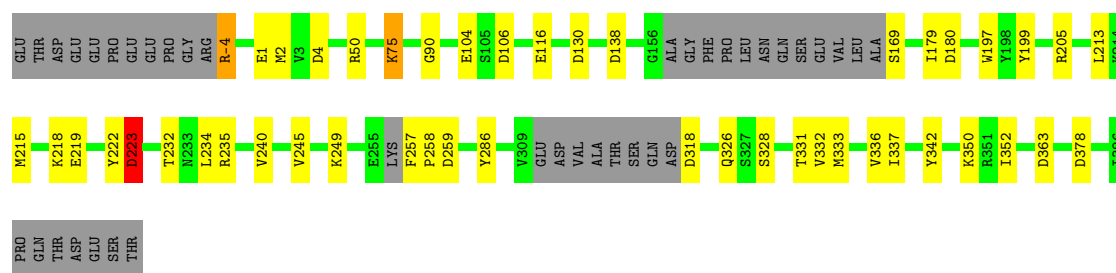 GLU THR ASP GLU GLU PRO GLU GLU PRO GLY ARG R-4 E1 M2 V3 D4 R50 K75 G90 E104 S105 D106 E116 D130 D138 G156 ALA GLY PHE PRO LEU ASN GLN SER GLU VAL LEU ALA S169 I179 D180 W197 Y198 Y199 R205 L213
M215 K218 E219 Y222 D223 T232 N233 L234 R235 V240 V245 K249 E255 LYS F257 P258 D259 Y286 V309 GLU ASP VAL ALA THR SER GLN ASP D318 Q326 S327 S328 T331 V332 M333 V336 I337 Y342 K350 R351 I352 D363 D378
PRO GLN THR ASP GLU SER THR